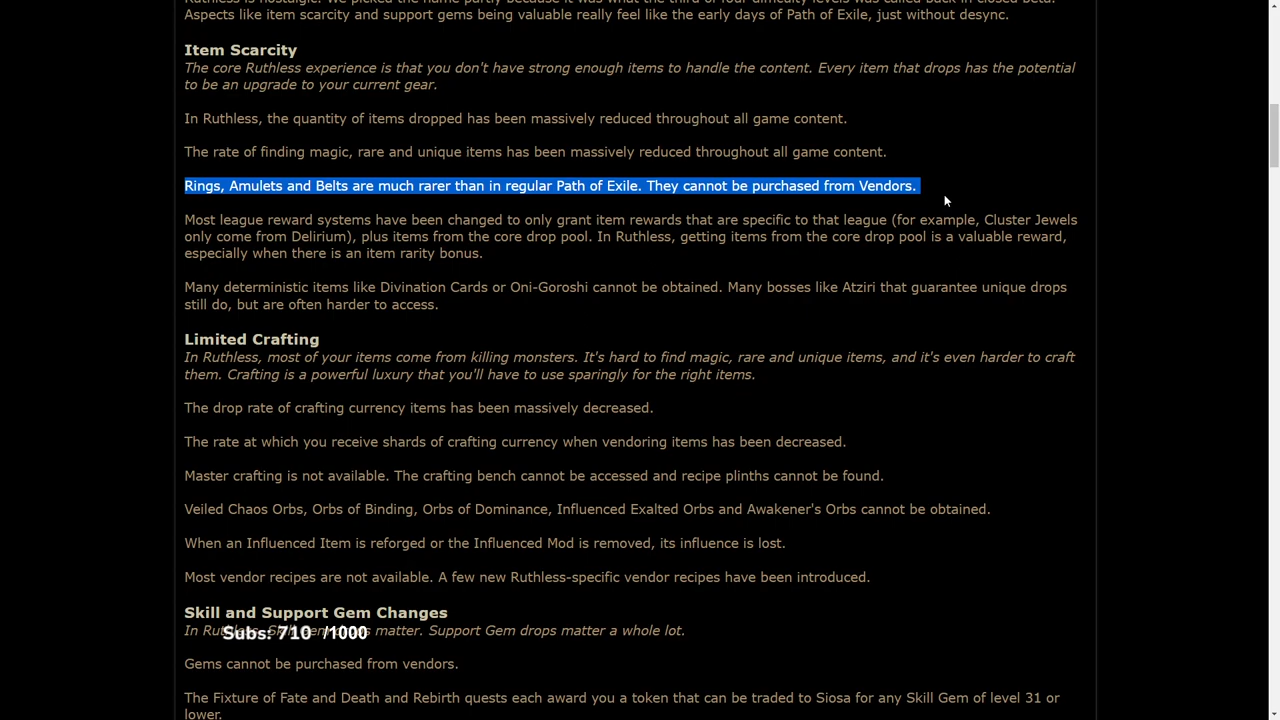 Aspects like item scarcity and support gems being valuable really feel like the early days of Path of Exile, just without desync.
Item Scarcity
The core Ruthless experience is that you don't have strong enough items to handle the content. Every item that drops has the potential
to be an upgrade to your current gear.
In Ruthless, the quantity of items dropped has been massively reduced throughout all game content.
The rate of finding magic, rare and unique items has been massively reduced throughout all game content.
Rings, Amulets and Belts are much rarer than in regular Path of Exile. They cannot be purchased from Vendors.
Most league reward systems have been changed to only grant item rewards that are specific to that league (for example, Cluster Jewels
only come from Delirium), plus items from the core drop pool. In Ruthless, getting items from the core drop pool is a valuable reward,
especially when there is an item rarity bonus.
Many deterministic items like Divination Cards or Oni-Goroshi cannot be obtained. Many bosses like Atziri that guarantee unique drops
still do, but are often harder to access.
Limited Crafting
In Ruthless, most of your items come from killing monsters. It's hard to find magic, rare and unique items, and it's even harder to craft
them. Crafting is a powerful luxury that you'll have to use sparingly for the right items.
The drop rate of crafting currency items has been massively decreased.
The rate at which you receive shards of crafting currency when vendoring items has been decreased.
Master crafting is not available. The crafting bench cannot be accessed and recipe plinths cannot be found.
Veiled Chaos Orbs, Orbs of Binding, Orbs of Dominance, Influenced Exalted Orbs and Awakener's Orbs cannot be obtained.
When an Influenced Item is reforged or the Influenced Mod is removed, its influence is lost.
Most vendor recipes are not available. A few new Ruthless-specific vendor recipes have been introduced.
Skill and Support Gem Changes
In matter. Support Gem drops matter a whole lot.
Subs: 710 /1000
Gems cannot be purchased from vendors.
The Fixture of Fate and Death and Rebirth quests each award you a token that can be traded to Siosa for any Skill Gem of level 31 or
lower.